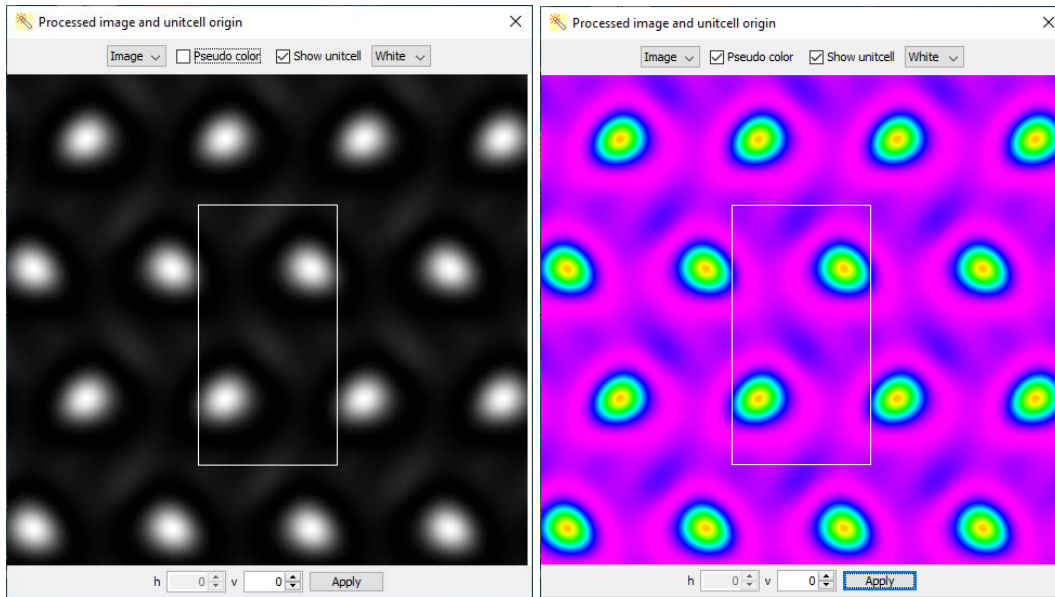 Processed image and unitcell origin
Image Pseudo color Show unitcell White
h 0 v 0 Apply
Processed image and unitcell origin
Image Pseudo color Show unitcell White
h 0 v 0 Apply